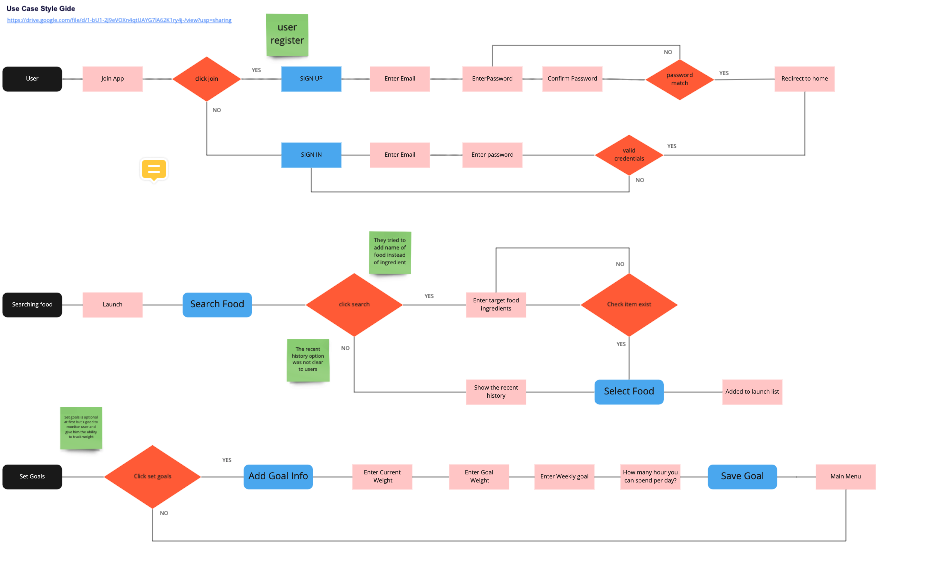 Use Case Style Gide
user
register
NO
User
Join App
click join
YES
SIGN UP
Enter Email
EnterPassword
Confirm Password
password
match
YES
Redirect to home
NO
SIGN IN
Enter Email
Enter password
valid
credentials
YES
NO
They tried to
add name of
food instead
of ingredient
NO
Searching food
Launch
Search Food
click search
YES
Enter target food
ingredients
Check item exist
The recent
history option
was not clear
to users
NO
YES
Show the recent
history
Select Food
Added to launch list
Set Goals
Click set goals
YES
Add Goal Info
Enter Current
Weight
Enter Goal
Weight
Enter Weekly goal
How many hour you
can spend per day?
Save Goal
Main Menu
NO